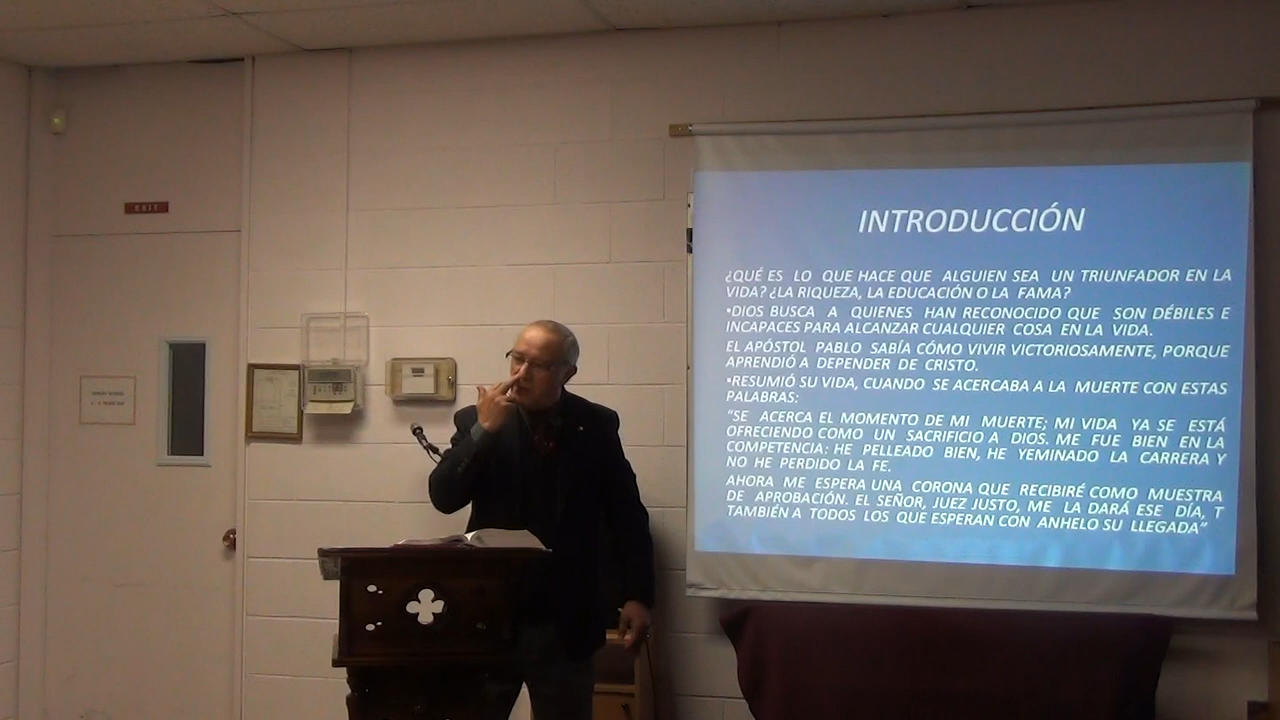 EXIT
INTRODUCCIÓN
¿QUÉ ES LO QUE HACE QUE ALGUIEN SEA UN TRIUNFADOR EN LA
VIDA? ¿LA RIQUEZA, LA EDUCACIÓN O LA FAMA?
•DIOS BUSCA A QUIENES HAN RECONOCIDO QUE SON DÉBILES E
INCAPACES PARA ALCANZAR CUALQUIER COSA EN LA VIDA.
EL APÓSTOL PABLO SABÍA CÓMO VIVIR VICTORIOSAMENTE, PORQUE
APRENDIÓ A DEPENDER DE CRISTO.
•RESUMIÓ SU VIDA, CUANDO SE ACERCABA A LA MUERTE CON ESTAS
PALABRAS:
"SE ACERCA EL MOMENTO DE MI MUERTE; MI VIDA YA SE ESTÁ
OFRECIENDO COMO UN SACRIFICIO A DIOS. ME FUE BIEN EN LA
COMPETENCIA: HE PELLEADO BIEN, HE YEMINADO LA CARRERA Y
NO HE PERDIDO LA FE.
AHORA ME ESPERA UNA CORONA QUE RECIBIRÉ COMO MUESTRA
DE APROBACIÓN. EL SEÑOR, JUEZ JUSTO, ME LA DARÁ ESE DÍA, T
TAMBIÉN A TODOS LOS QUE ESPERAN CON ANHELO SU LLEGADA"